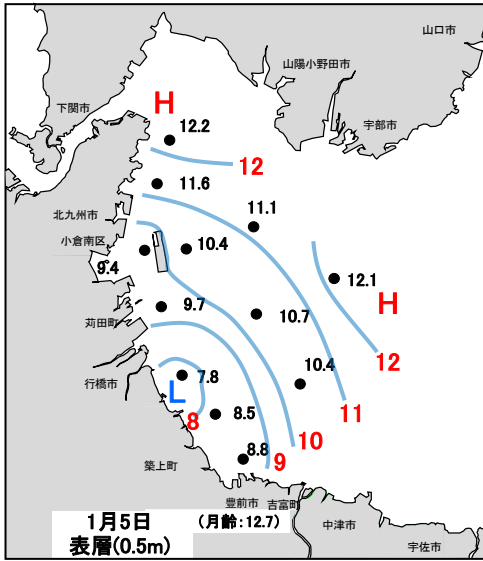 山口市
山陽小野田市
下関市
H
宇部市
12.2
12
11.6
北九州市
11.1
小倉南区
10.4
9.4
12.1
H
9.7
10.7
苅田町
12
10.4
7.8
行橋市
L
11
8
8.5
10
8.8
9
築上町
豊前市
吉富町
1月5日
(月齢:12.7)
中津市
表層(0.5m)
宇佐市